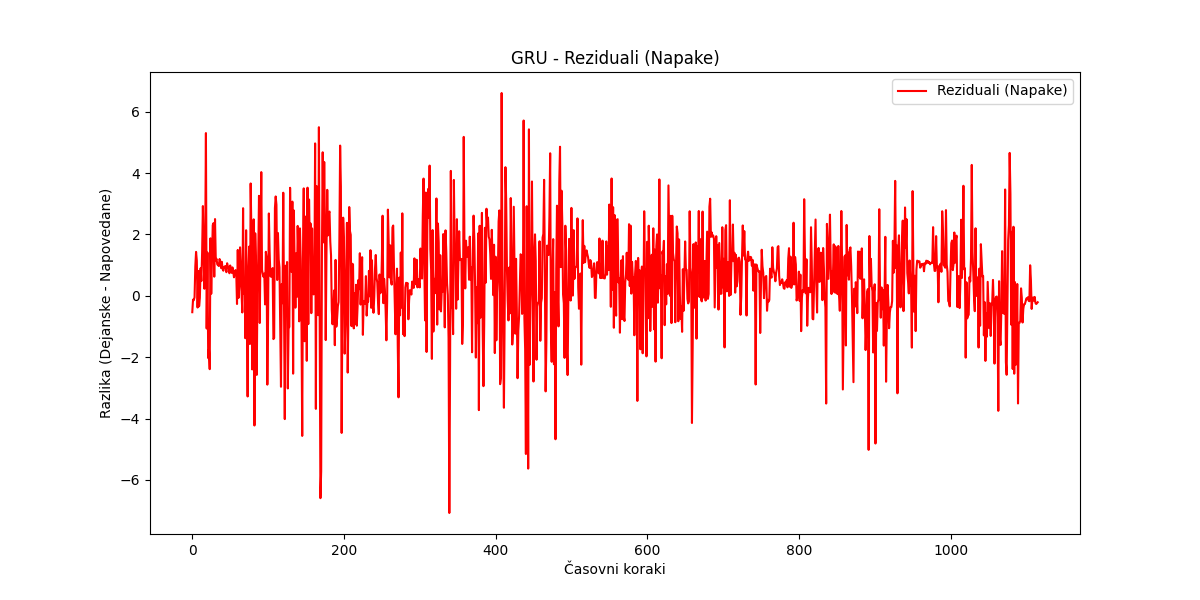 GRU - Reziduali (Napake)
Reziduali (Napake)
Razlika (Dejanske - Napovedane)
6
4
2
0
−2
−4
−6
0 200 400 600 800 1000
Časovni koraki